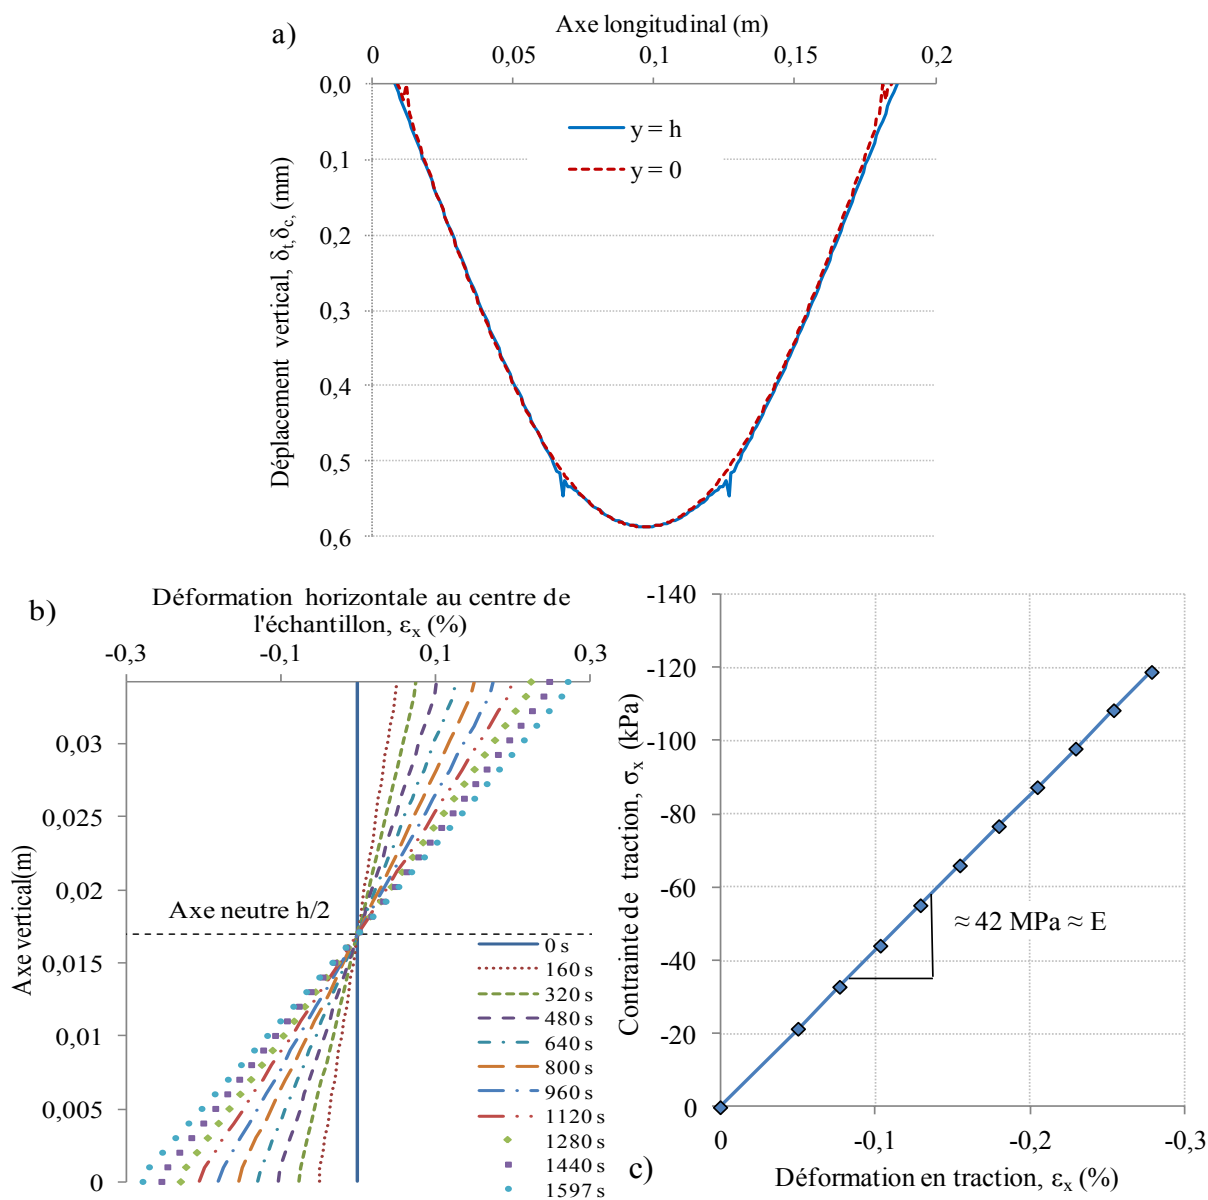 a)
Axe longitudinal (m)
0 0,05 0,1 0,15 0,2
0,0
0,1
0,2
0,3
0,4
0,5
0,6
Déplacement vertical, δt,δc, (mm)
y = h
y = 0
b)
Déformation horizontale au centre de
l'échantillon, εx (%)
-0,3 -0,1 0,1 0,3
0,03
0,025
0,02
0,015
0,01
0,005
0
Axe vertical(m)
Axe neutre h/2
0 s
160 s
320 s
480 s
640 s
800 s
960 s
1120 s
1280 s
1440 s
1597 s
c)
-140
-120
-100
-80
-60
-40
-20
0
Contrainte de traction, σx (kPa)
≈ 42 MPa ≈ E
0 -0,1 -0,2 -0,3
Déformation en traction, εx (%)